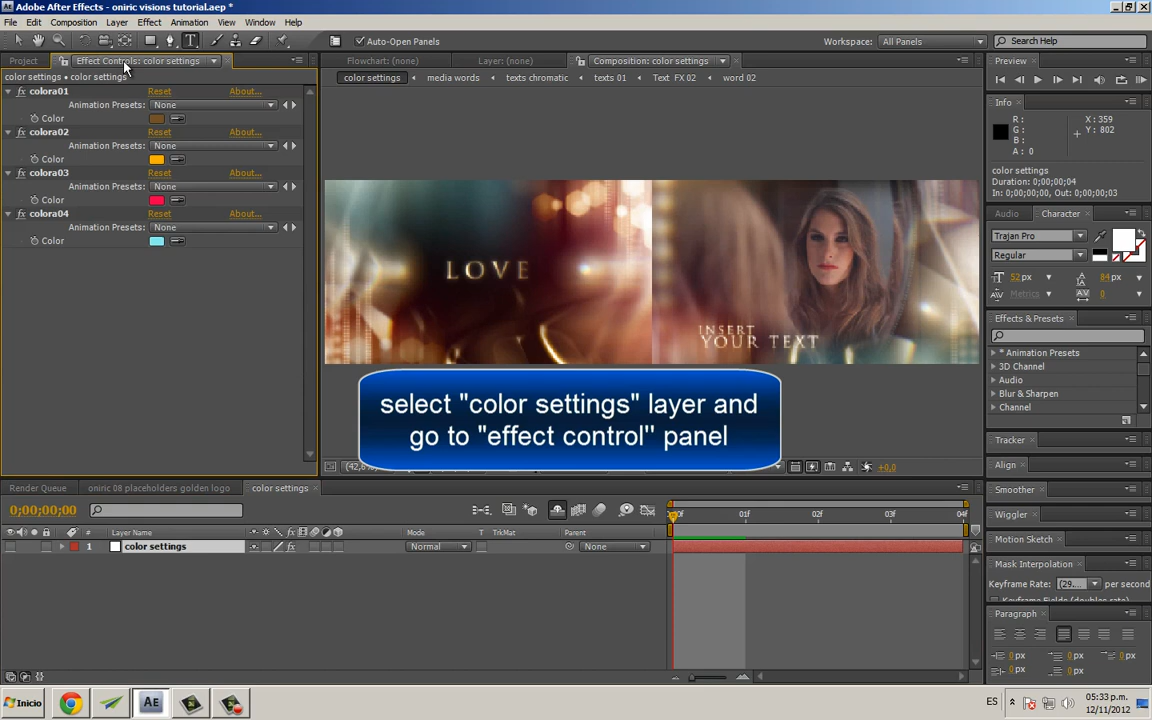 Adobe After Effects - oniric visions tutorial.aep *
File Edit Composition Layer Effect Animation View Window Help
Auto-Open Panels
Workspace: All Panels
Search Help
Project
Effect Controls: color settings
color settings • color settings
colora01 Reset About...
Animation Presets: None
Color
colora02 Reset About...
Animation Presets: None
Color
colora03 Reset About...
Animation Presets: None
Color
colora04 Reset About...
Animation Presets: None
Color
Flowchart: (none)
Layer: (none)
Composition: color settings
color settings media words texts chromatic texts 01 Text FX 02 word 02
LOVE
INSERT
YOUR TEXT
select "color settings" layer and
go to "effect control" panel
+0,0
Preview
Info
R : X : 359
G : Y : 802
B :
A : 0
color settings
Duration: 0;00;00;04
In: 0;00;00;00, Out: 0;00;00;03
Audio Character
Trajan Pro
Regular
52 px 84 px
Metrics 0
Effects & Presets
* Animation Presets
3D Channel
Audio
Blur & Sharpen
Channel
Tracker
Align
Smoother
Wiggler
Motion Sketch
Mask Interpolation
Keyframe Rate: (29,... per second
Keyframe Fields (doubles rate)
Paragraph
0 px 0 px 0 px
0 px 0 px
Render Queue oniric 08 placeholders golden logo color settings
0;00;00;00
01f 02f 03f 04f
# Layer Name Mode T TrkMat Parent
1 color settings Normal None
Inicio
AE
ES
05:33 p.m.
12/11/2012